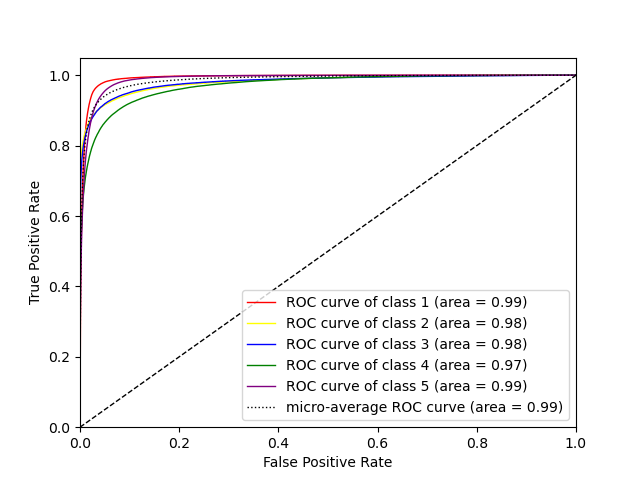 1.0
0.8
0.6
0.4
0.2
0.0
True Positive Rate
ROC curve of class 1 (area = 0.99)
ROC curve of class 2 (area = 0.98)
ROC curve of class 3 (area = 0.98)
ROC curve of class 4 (area = 0.97)
ROC curve of class 5 (area = 0.99)
micro-average ROC curve (area = 0.99)
0.0 0.2 0.4 0.6 0.8 1.0
False Positive Rate